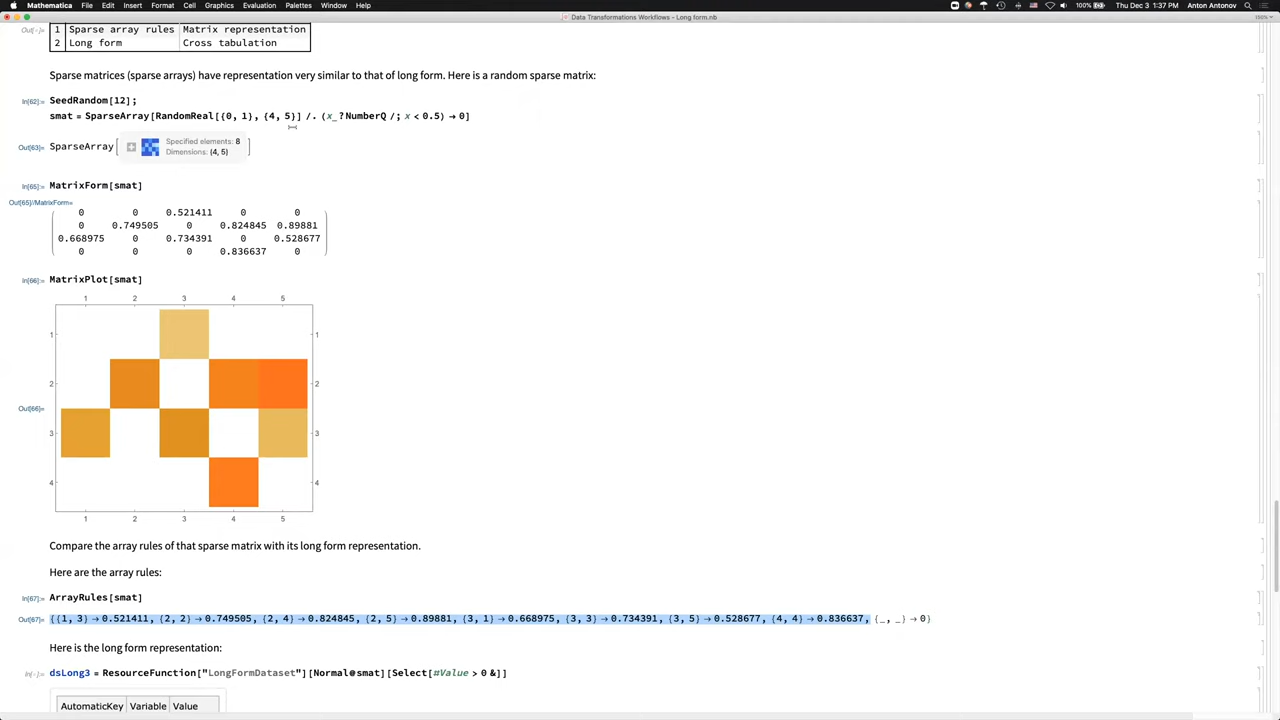 Mathematica File Edit Insert Format Cell Graphics Evaluation Palettes Window Help 100% Thu Dec 3 1:37 PM Anton Antonov
Data Transformations Workflows - Long form.nb
Out[•]= 1 Sparse array rules Matrix representation
2 Long form Cross tabulation
Sparse matrices (sparse arrays) have representation very similar to that of long form. Here is a random sparse matrix:
In[62]:= SeedRandom[12];
smat = SparseArray[RandomReal[{0, 1}, {4, 5}] /. (x_?NumberQ /; x < 0.5) → 0]
Out[63]= SparseArray[ Specified elements: 8
Dimensions: {4, 5} ]
In[65]:= MatrixForm[smat]
Out[65]//MatrixForm=
0 0 0.521411 0 0
0 0.749505 0 0.824845 0.89881
0.668975 0 0.734391 0 0.528677
0 0 0 0.836637 0
In[66]:= MatrixPlot[smat]
1 2 3 4 5
1 1
2 2
Out[66]=
3 3
4 4
1 2 3 4 5
Compare the array rules of that sparse matrix with its long form representation.
Here are the array rules:
In[67]:= ArrayRules[smat]
Out[67]= {{1, 3} → 0.521411, {2, 2} → 0.749505, {2, 4} → 0.824845, {2, 5} → 0.89881, {3, 1} → 0.668975, {3, 3} → 0.734391, {3, 5} → 0.528677, {4, 4} → 0.836637, {_, _} → 0}
Here is the long form representation:
In[•]:= dsLong3 = ResourceFunction["LongFormDataset"][Normal@smat][Select[#Value > 0 &]]
AutomaticKey Variable Value